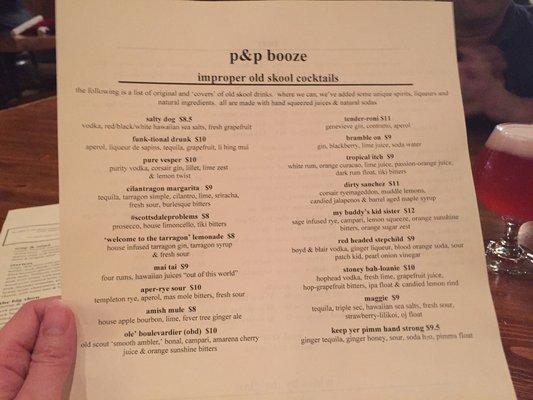 p&p booze
improper old skool cocktails
the following is a list of original and 'covers' of old skool drinks. where we can, we've added some unique spirits, liqueurs and
natural ingredients. all are made with hand squeezed juices & natural sodas
salty dog $8.5
vodka, red/black/white hawaiian sea salts, fresh grapefruit
funk-tional drunk $10
aperol, liqueur de sapins, tequila, grapefruit, li hing mui
pure vesper $10
purity vodka, corsair gin, lillet, lime zest
& lemon twist
cilantragon margarita $9
tequila, tarragon simple, cilantro, lime, sriracha,
fresh sour, burlesque bitters
#scottsdaleproblems $8
prosecco, house limoncello, tiki bitters
'welcome to the tarragon' lemonade $8
house infused tarragon gin, tarragon syrup
& fresh sour
mai tai $9
four rums, hawaiian juices "out of this world"
aper-rye sour $10
templeton rye, aperol, mas mole bitters, fresh sour
amish mule $8
house apple bourbon, lime, fever tree ginger ale
ole' boulevardier (obd) $10
old scout 'smooth ambler,' bonal, campari, amarena cherry
juice & orange sunshine bitters
tender-roni $11
genevieve gin, contratto, aperol
bramble on $9
gin, blackberry, lime juice, soda water
tropical itch $9
white rum, orange curacao, lime juice, passion-orange juice,
dark rum float, tiki bitters
dirty sancher $11
corsair ryemageddon, muddle lemons,
candied jalapenos & barrel aged maple syrup
my buddy's kid sister $12
sage infused rye, campari, lemon squeeze, orange sunshine
bitters, orange sugar zest
red headed stepchild $9
boyd & blair vodka, ginger liqueur, blood orange sour, sour
patch kid, pearl onion vinegar
stoney bah-loanie $10
hophead vodka, fresh lime, grapefruit juice,
hop-grapefruit bitters, ipa float & candied lemon rind
maggie $9
tequila, triple sec, hawaiian sea salts, fresh sour,
strawberry-lilikoi, oj float
keep yer pimm hand strong $9.5
ginger tequila, ginger honey, sour, soda h2o, pimms float